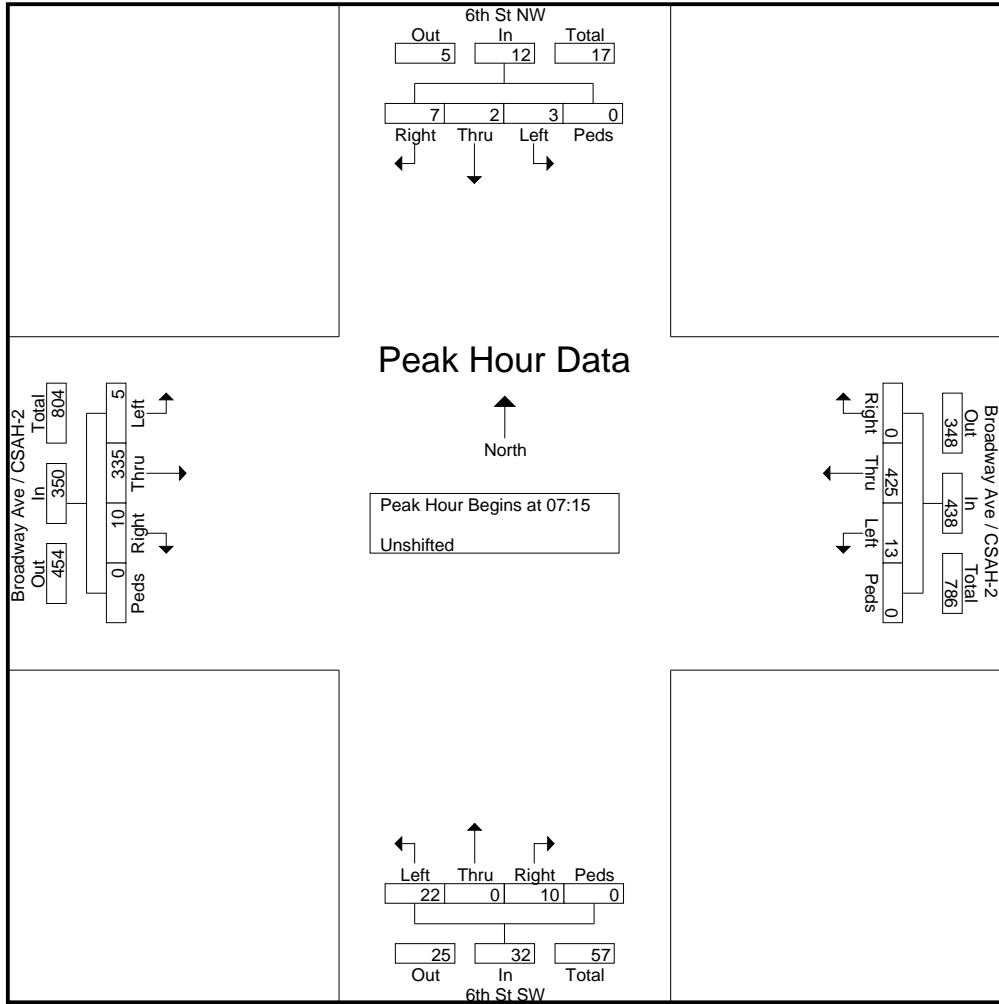 6th St NW
Out In Total
5 12 17
7 2 3 0
Right Thru Left Peds
Peak Hour Data
North
Peak Hour Begins at 07:15
Unshifted
Broadway Ave / CSAH-2
Total In Out
804 350 454
5 335 10 0
Left Thru Right Peds
Broadway Ave / CSAH-2
Out In Total
348 438 786
0 425 13 0
Right Thru Left Peds
Left Thru Right Peds
22 0 10 0
25 32 57
Out In Total
6th St SW